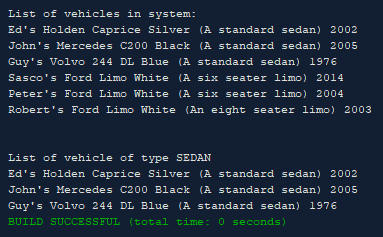 List of vehicles in system:
Ed's Holden Caprice Silver (A standard sedan) 2002
John's Mercedes C200 Black (A standard sedan) 2005
Guy's Volvo 244 DL Blue (A standard sedan) 1976
Sasco's Ford Limo White (A six seater limo) 2014
Peter's Ford Limo White (A six seater limo) 2004
Robert's Ford Limo White (An eight seater limo) 2003
List of vehicle of type SEDAN
Ed's Holden Caprice Silver (A standard sedan) 2002
John's Mercedes C200 Black (A standard sedan) 2005
Guy's Volvo 244 DL Blue (A standard sedan) 1976
BUILD SUCCESSFUL (total time: 0 seconds)